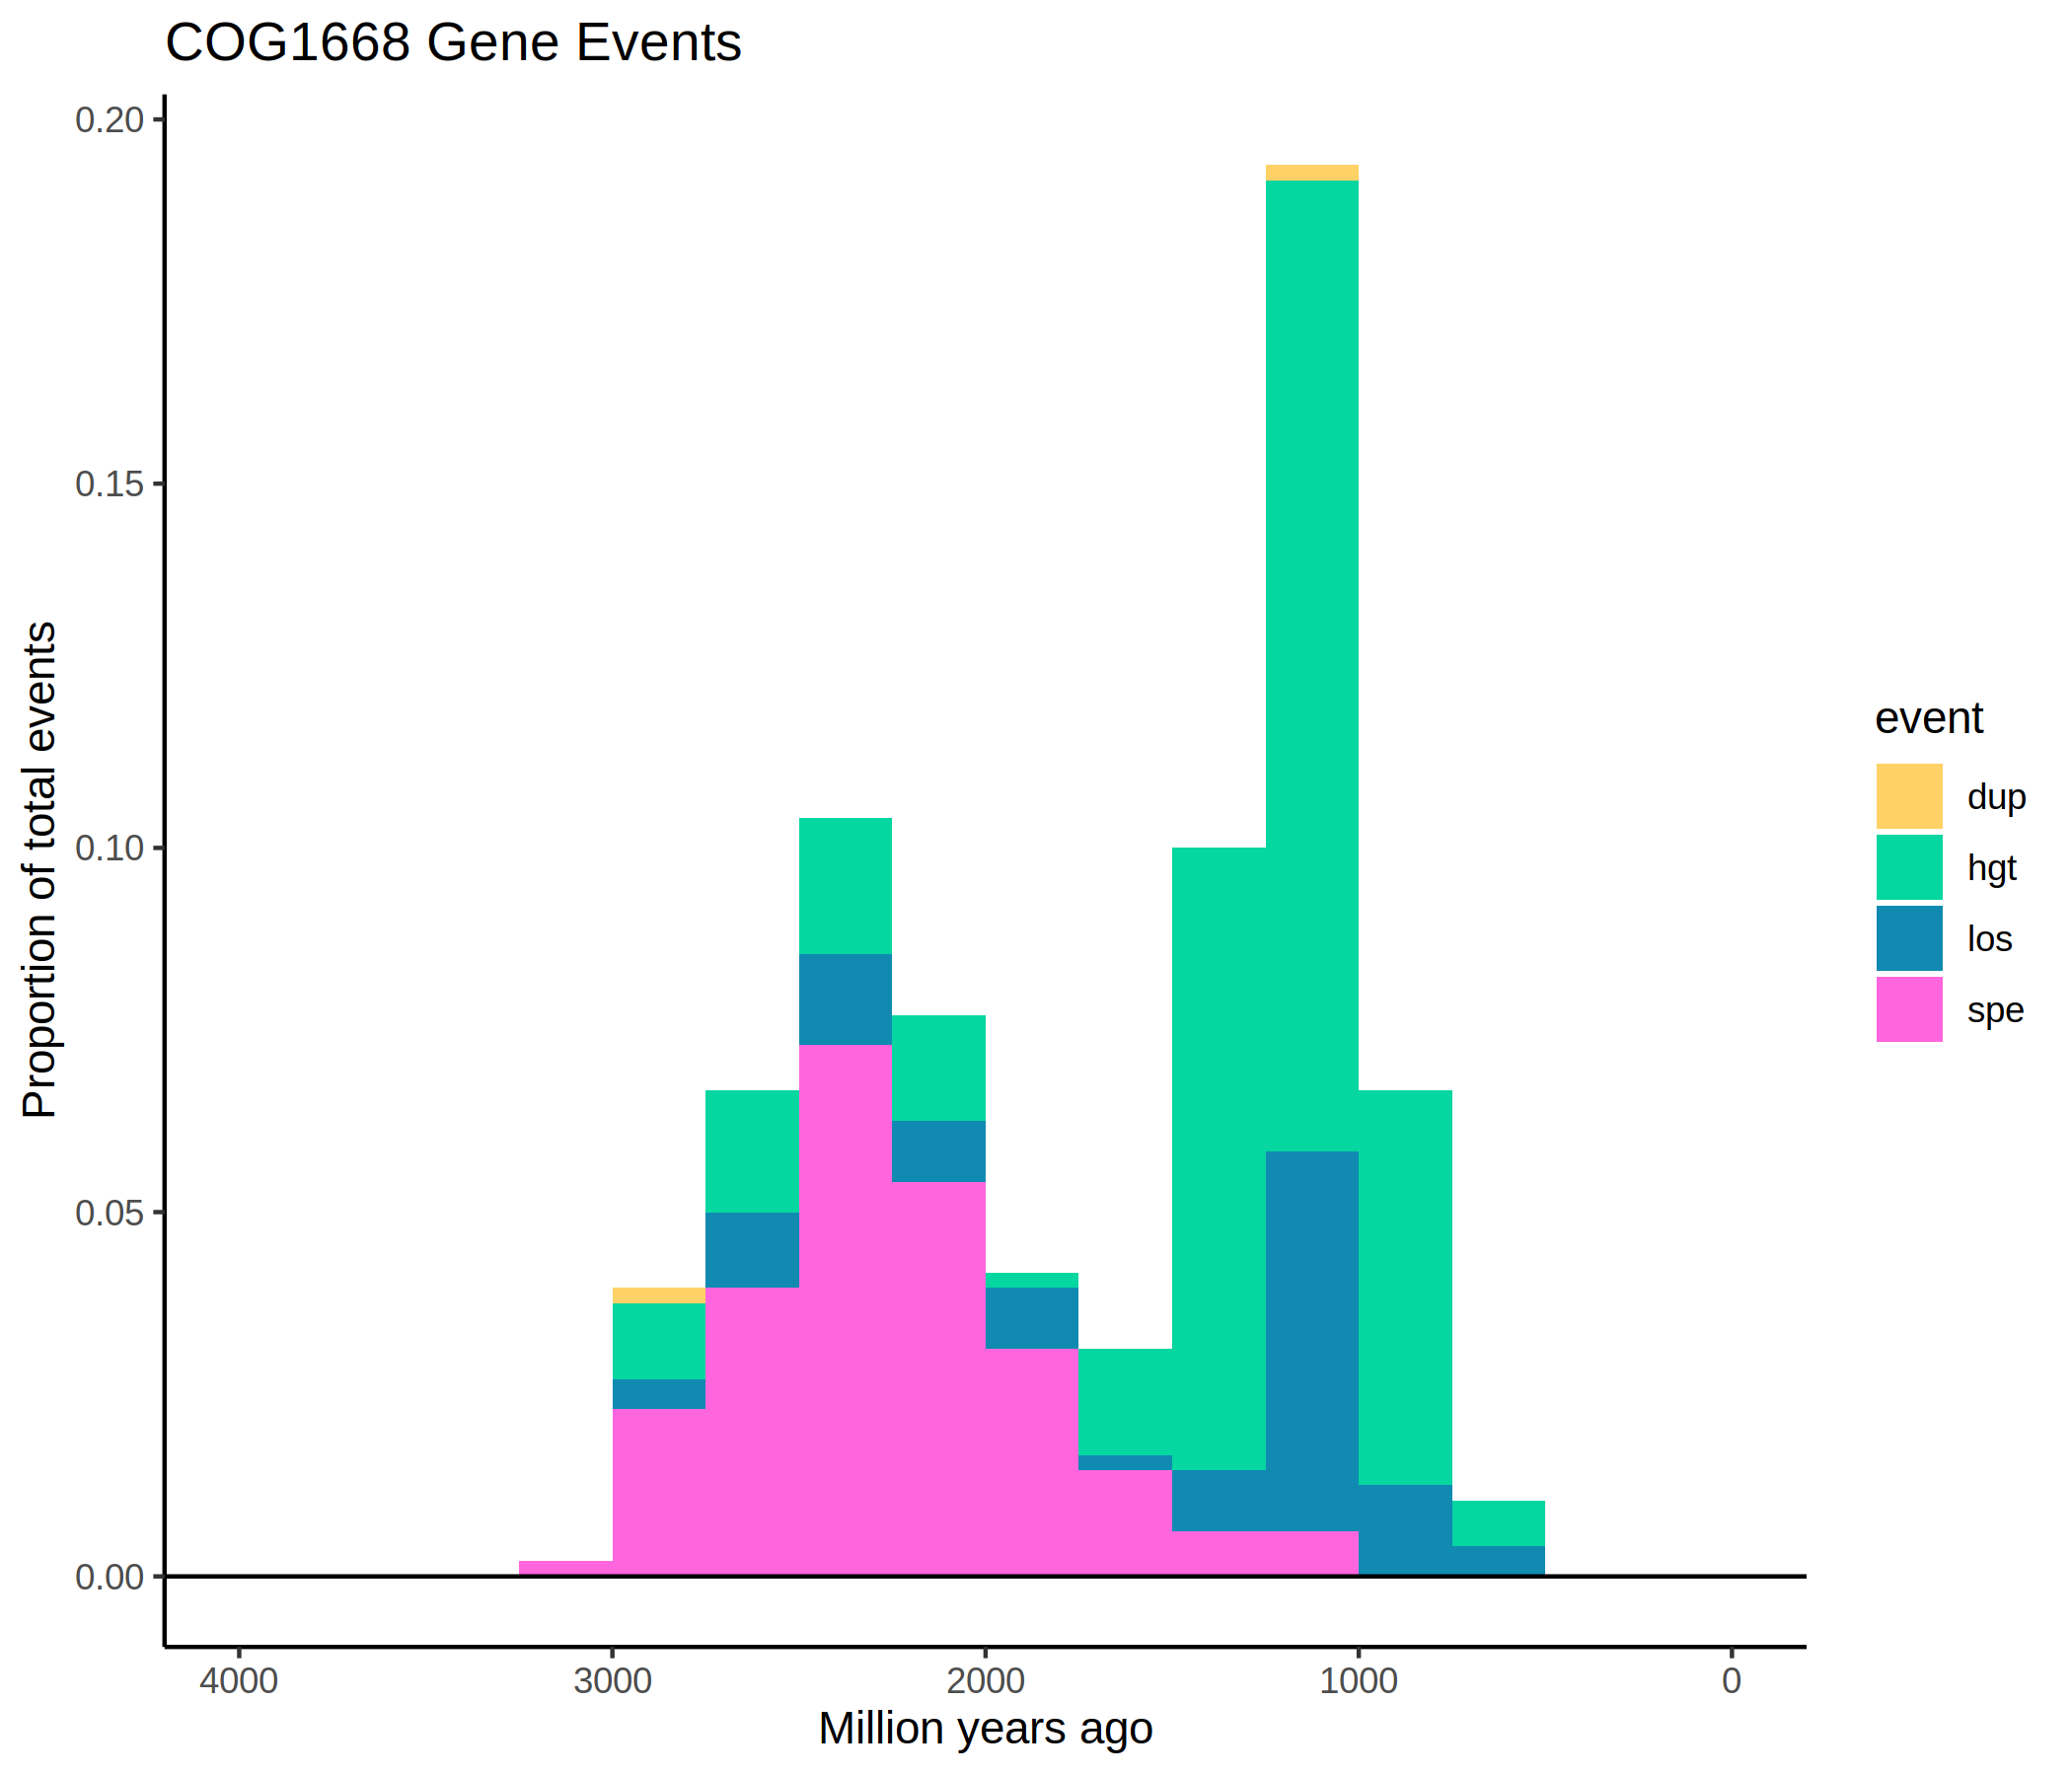 COG1668 Gene Events
Proportion of total events
0.20
0.15
0.10
0.05
0.00
4000 3000 2000 1000 0
Million years ago
event
dup
hgt
los
spe